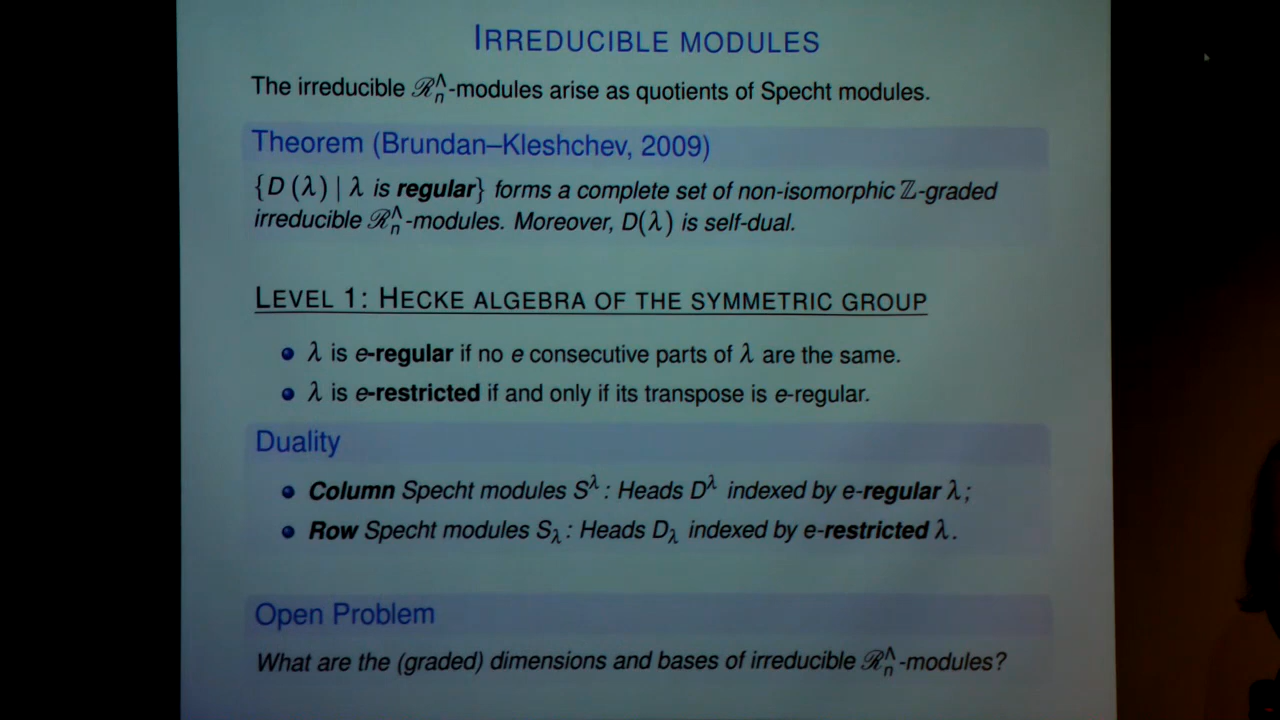 IRREDUCIBLE MODULES
The irreducible ℛₙ^Λ-modules arise as quotients of Specht modules.
Theorem (Brundan–Kleshchev, 2009)
{D (λ) | λ is regular} forms a complete set of non-isomorphic ℤ-graded
irreducible ℛₙ^Λ-modules. Moreover, D(λ) is self-dual.
LEVEL 1: HECKE ALGEBRA OF THE SYMMETRIC GROUP
• λ is e-regular if no e consecutive parts of λ are the same.
• λ is e-restricted if and only if its transpose is e-regular.
Duality
• Column Specht modules S^λ : Heads D^λ indexed by e-regular λ;
• Row Specht modules S_λ : Heads D_λ indexed by e-restricted λ.
Open Problem
What are the (graded) dimensions and bases of irreducible ℛₙ^Λ-modules?